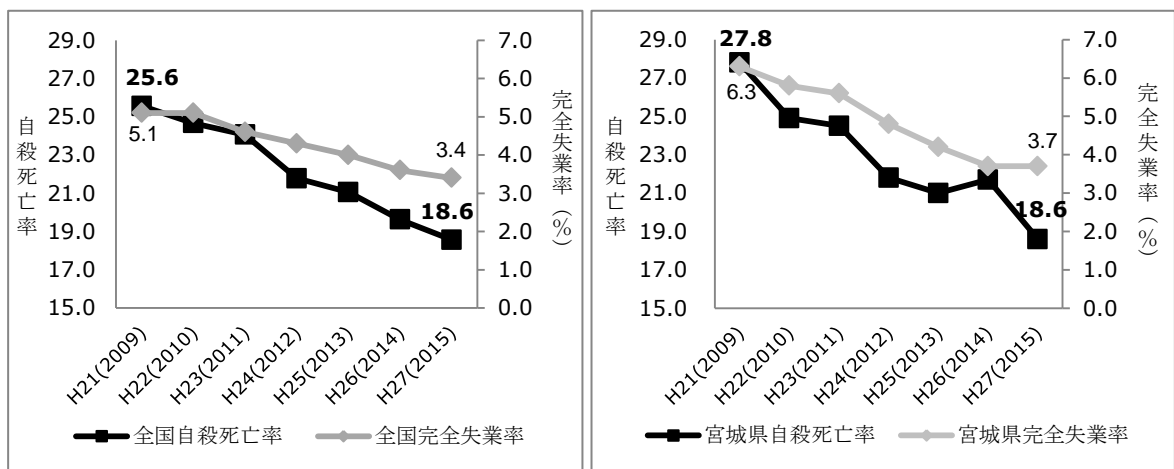 29.0
27.0
25.0
23.0
21.0
19.0
17.0
15.0
自殺死亡率
25.6
5.1
3.4
18.6
7.0
6.0
5.0
4.0
3.0
2.0
1.0
0.0
完全失業率（%）
H21(2009)
H22(2010)
H23(2011)
H24(2012)
H25(2013)
H26(2014)
H27(2015)
全国自殺死亡率 全国完全失業率
29.0
27.0
25.0
23.0
21.0
19.0
17.0
15.0
自殺死亡率
27.8
6.3
3.7
18.6
7.0
6.0
5.0
4.0
3.0
2.0
1.0
0.0
完全失業率（%）
H21(2009)
H22(2010)
H23(2011)
H24(2012)
H25(2013)
H26(2014)
H27(2015)
宮城県自殺死亡率 宮城県完全失業率